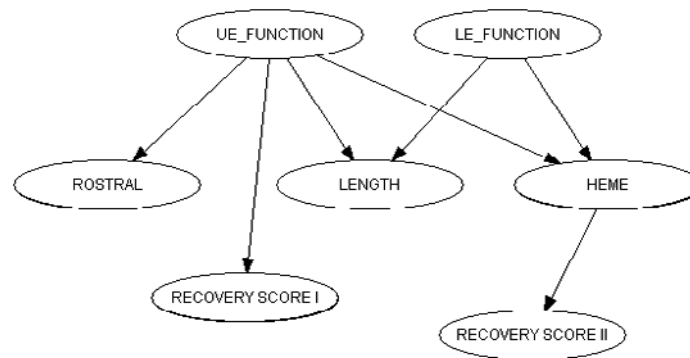 UE_FUNCTION
LE_FUNCTION
ROSTRAL
LENGTH
HEME
RECOVERY SCORE I
RECOVERY SCORE II